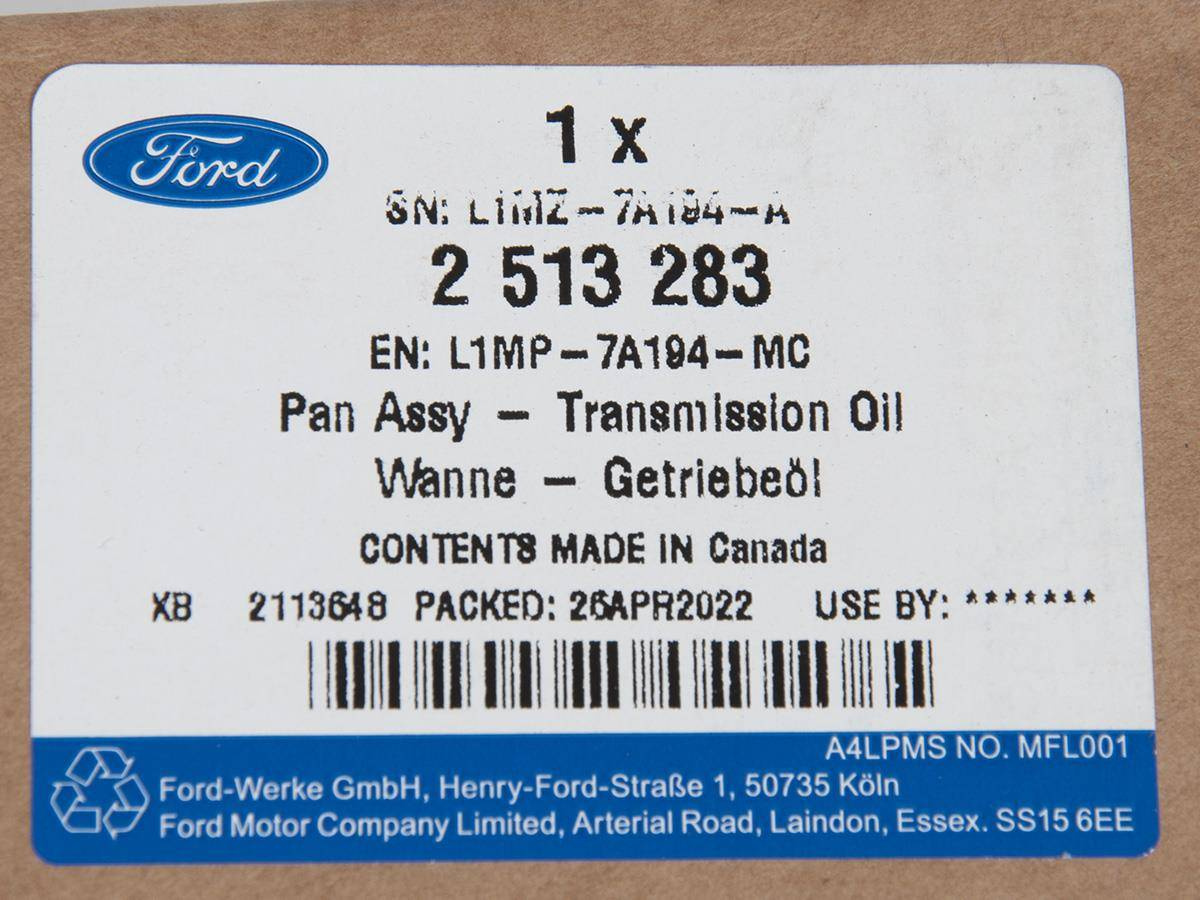 Ford
1 x
SN: L1MZ-7A194-A
2 513 283
EN: L1MP-7A194-MC
Pan Assy - Transmission Oil
Wanne - Getriebeöl
CONTENTS MADE IN Canada
XB 2113648 PACKED: 26APR2022 USE BY: *******
A4LPMS NO. MFL001
Ford-Werke GmbH, Henry-Ford-Straße 1, 50735 Köln
Ford Motor Company Limited, Arterial Road, Laindon, Essex. SS15 6EE